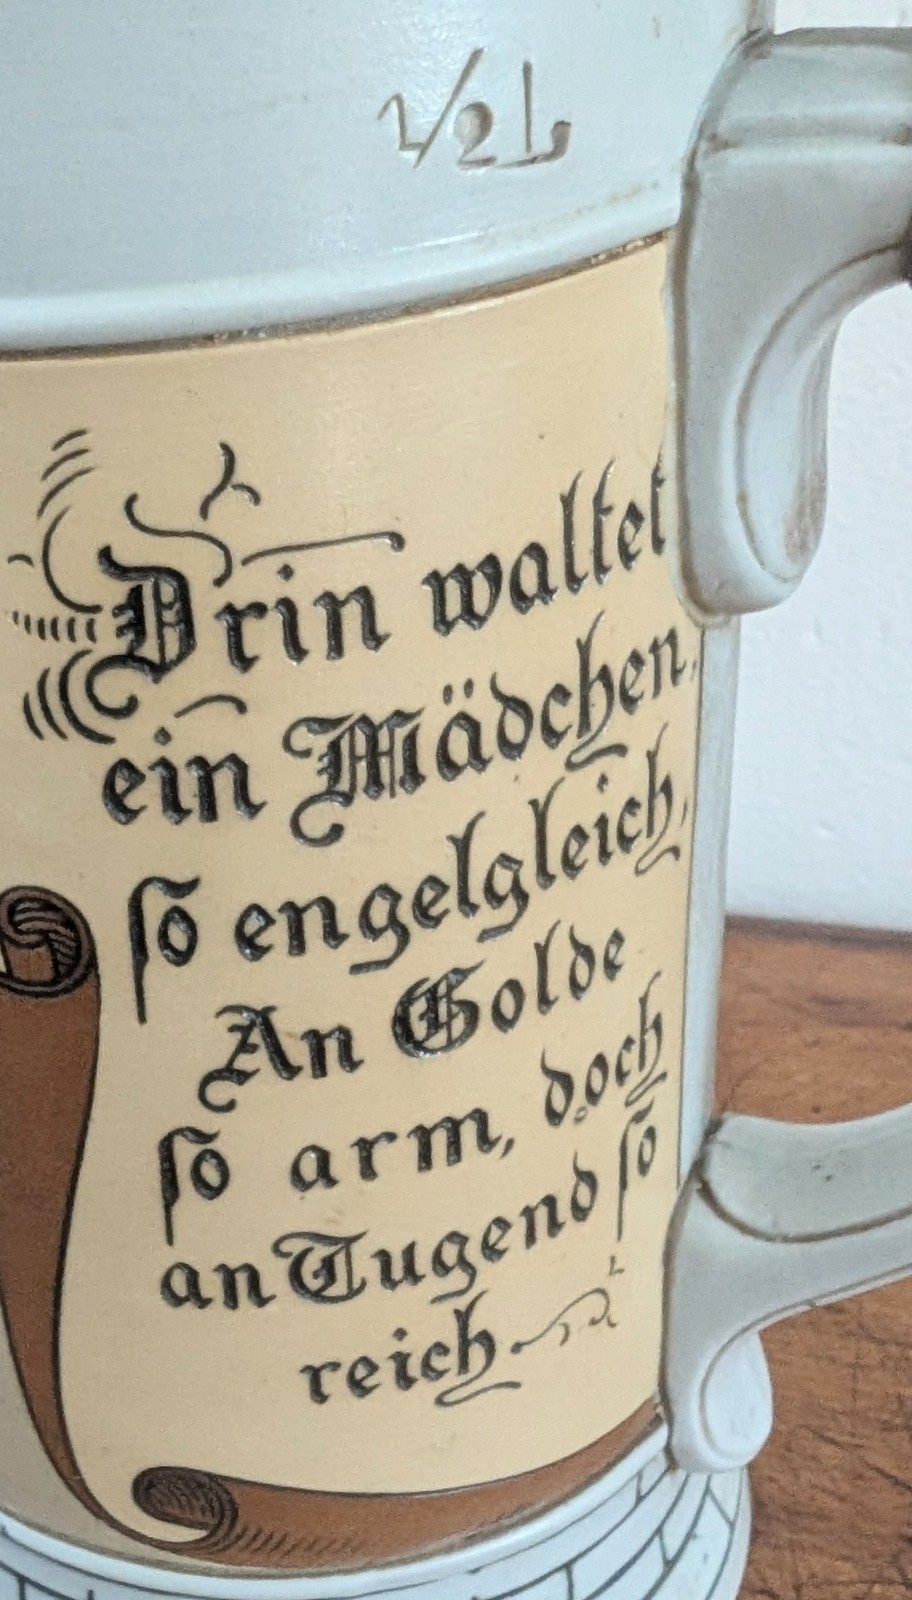 1/2 L
Drin waltet
ein Mädchen,
so engelgleich,
An Golde
so arm, doch
an Tugend so
reich